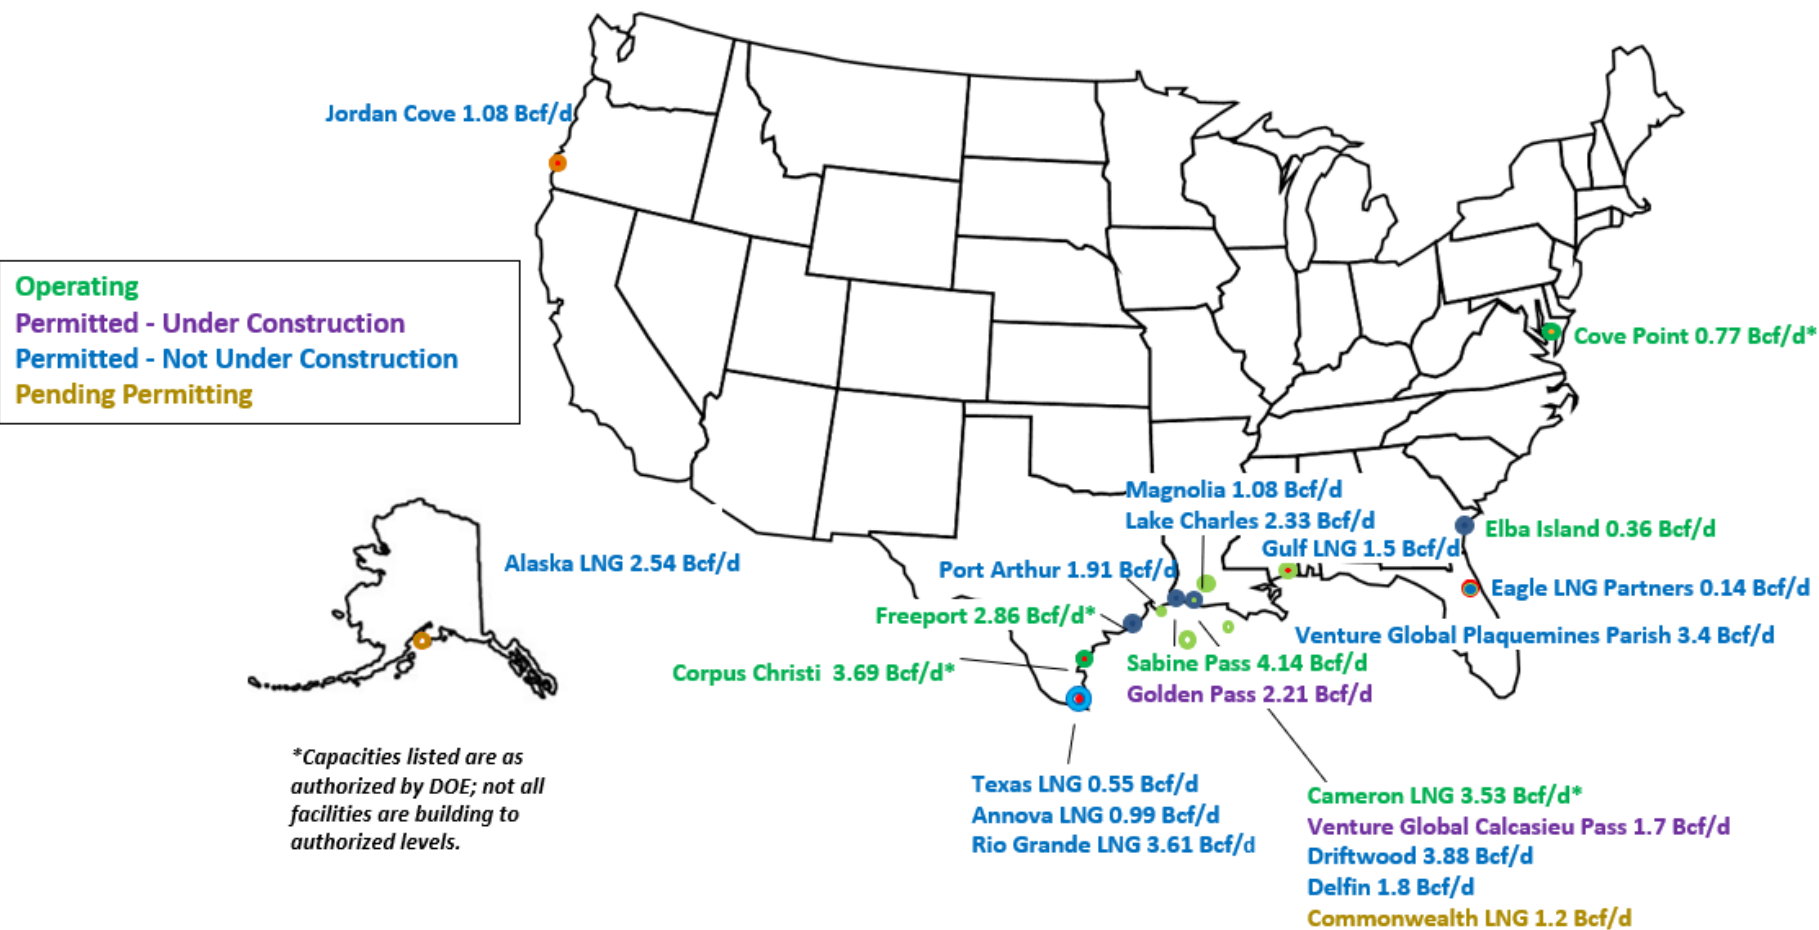 Jordan Cove 1.08 Bcf/d
Operating
Permitted - Under Construction
Permitted - Not Under Construction
Pending Permitting
Cove Point 0.77 Bcf/d*
Magnolia 1.08 Bcf/d
Lake Charles 2.33 Bcf/d
Elba Island 0.36 Bcf/d
Gulf LNG 1.5 Bcf/d
Alaska LNG 2.54 Bcf/d
Port Arthur 1.91 Bcf/d
Eagle LNG Partners 0.14 Bcf/d
Freeport 2.86 Bcf/d*
Venture Global Plaquemines Parish 3.4 Bcf/d
Corpus Christi 3.69 Bcf/d*
Sabine Pass 4.14 Bcf/d
Golden Pass 2.21 Bcf/d
*Capacities listed are as
authorized by DOE; not all
facilities are building to
authorized levels.
Texas LNG 0.55 Bcf/d
Annova LNG 0.99 Bcf/d
Rio Grande LNG 3.61 Bcf/d
Cameron LNG 3.53 Bcf/d*
Venture Global Calcasieu Pass 1.7 Bcf/d
Driftwood 3.88 Bcf/d
Delfin 1.8 Bcf/d
Commonwealth LNG 1.2 Bcf/d